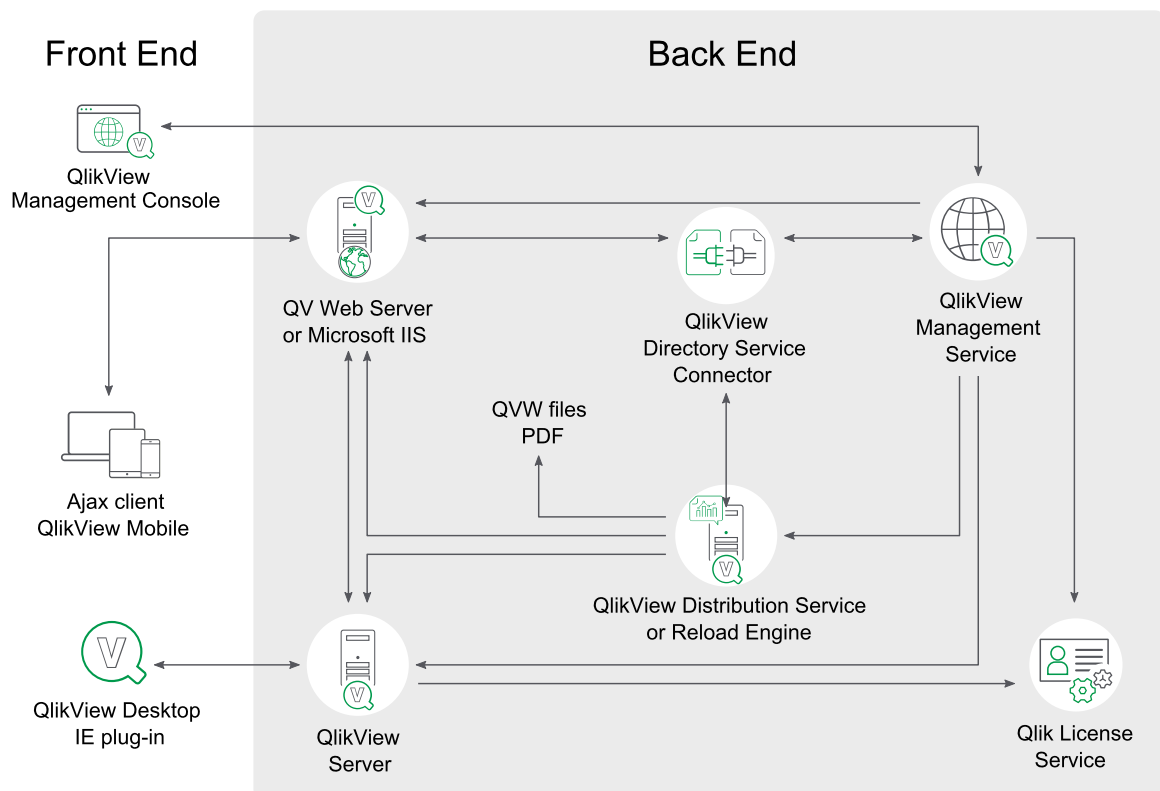 Front End
Back End
QlikView
Management Console
QV Web Server
or Microsoft IIS
QlikView
Directory Service
Connector
QlikView
Management
Service
QVW files
PDF
Ajax client
QlikView Mobile
QlikView Distribution Service
or Reload Engine
QlikView Desktop
IE plug-in
QlikView
Server
Qlik License
Service